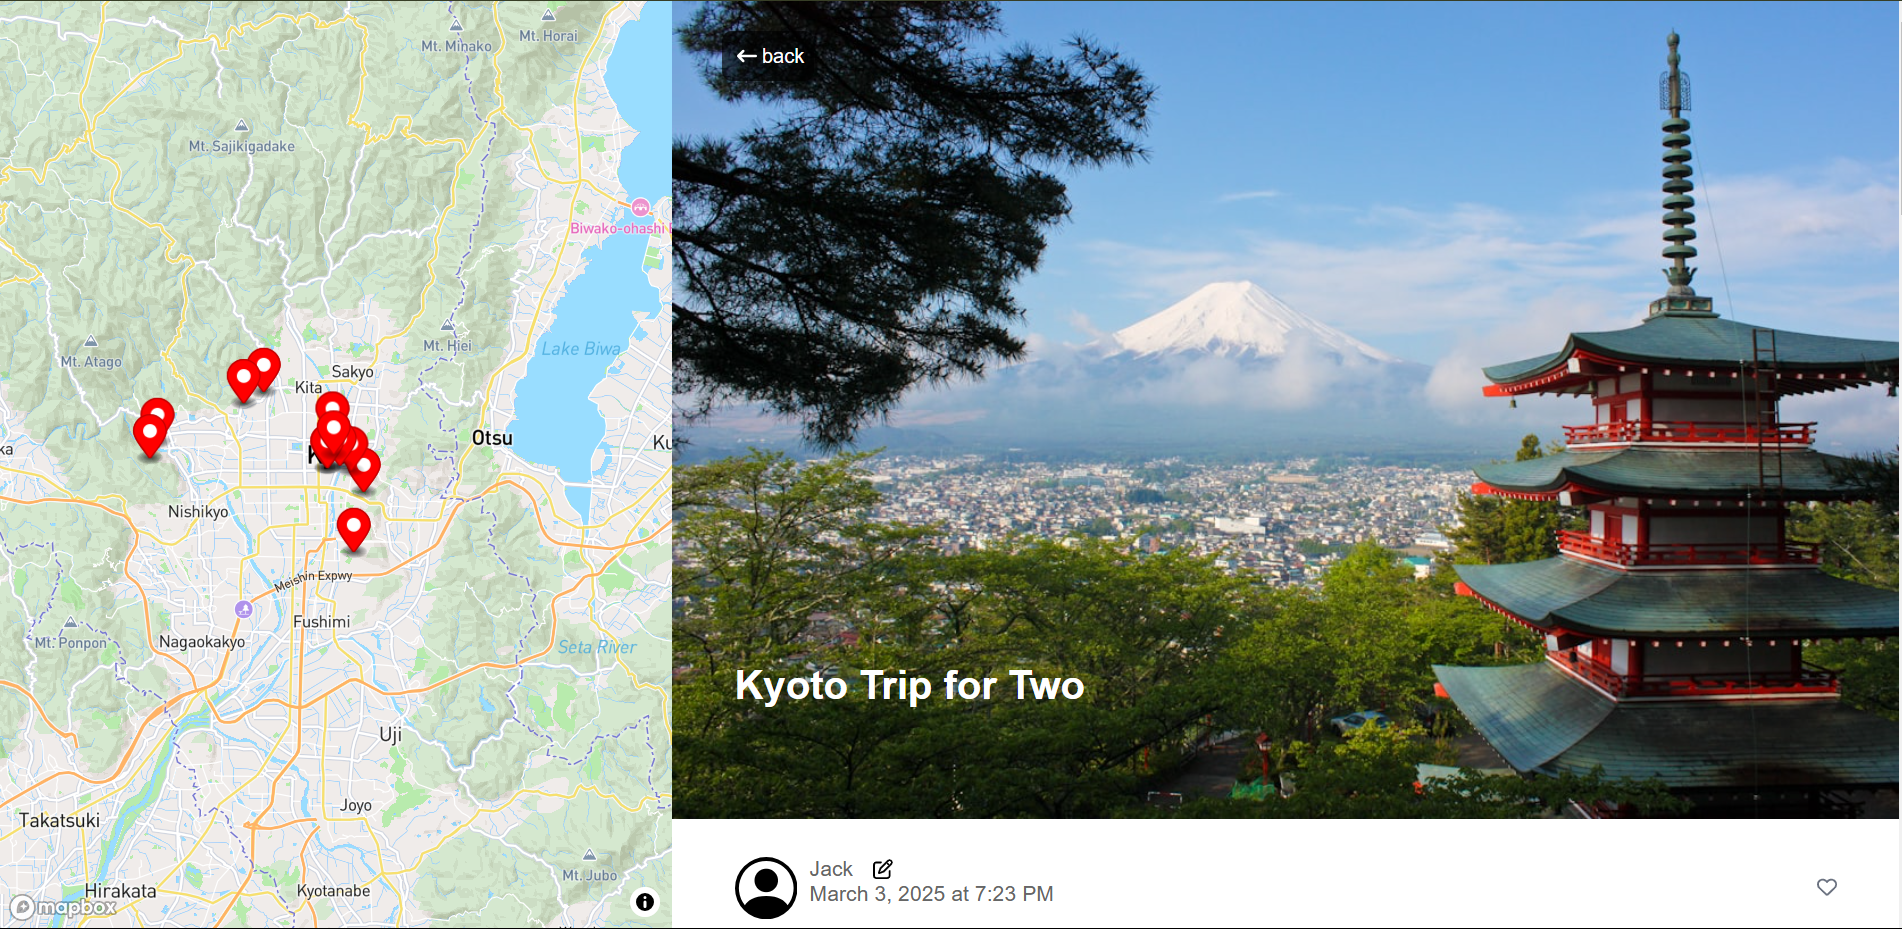 Mt. Minako
Mt. Horai
Mt. Sajikigadake
Biwako-ohashi
Mt. Hiei
Lake Biwa
Mt. Atago
Sakyo
Kita
Otsu
Ku
ka
K
Nishikyo
Meishin Expwy
Fushimi
Nagaokakyo
Mt. Ponpon
Seta River
Uji
Joyo
Takatsuki
Mt. Jubo
Hirakata
Kyotanabe
mapbox
back
Kyoto Trip for Two
Jack
March 3, 2025 at 7:23 PM